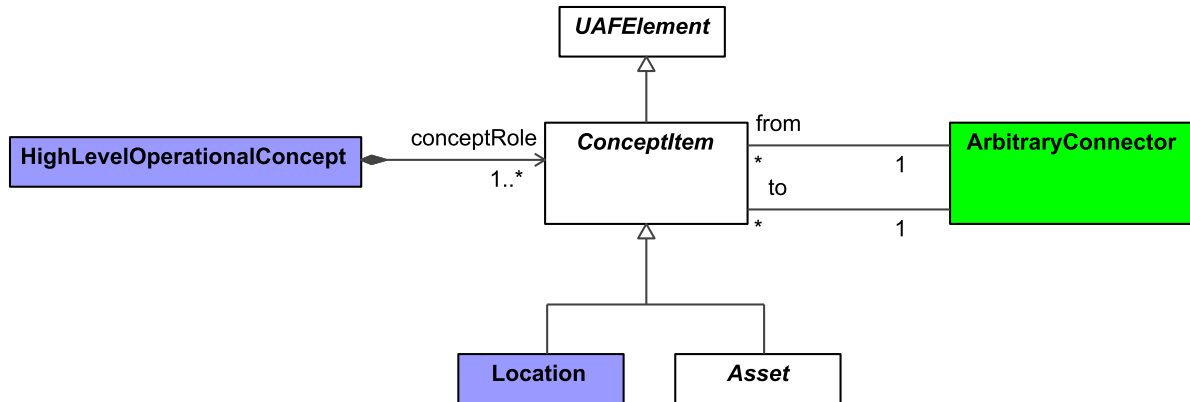 UAFElement
HighLevelOperationalConcept
conceptRole
1..*
ConceptItem
from
*
1
to
*
1
ArbitraryConnector
Location
Asset